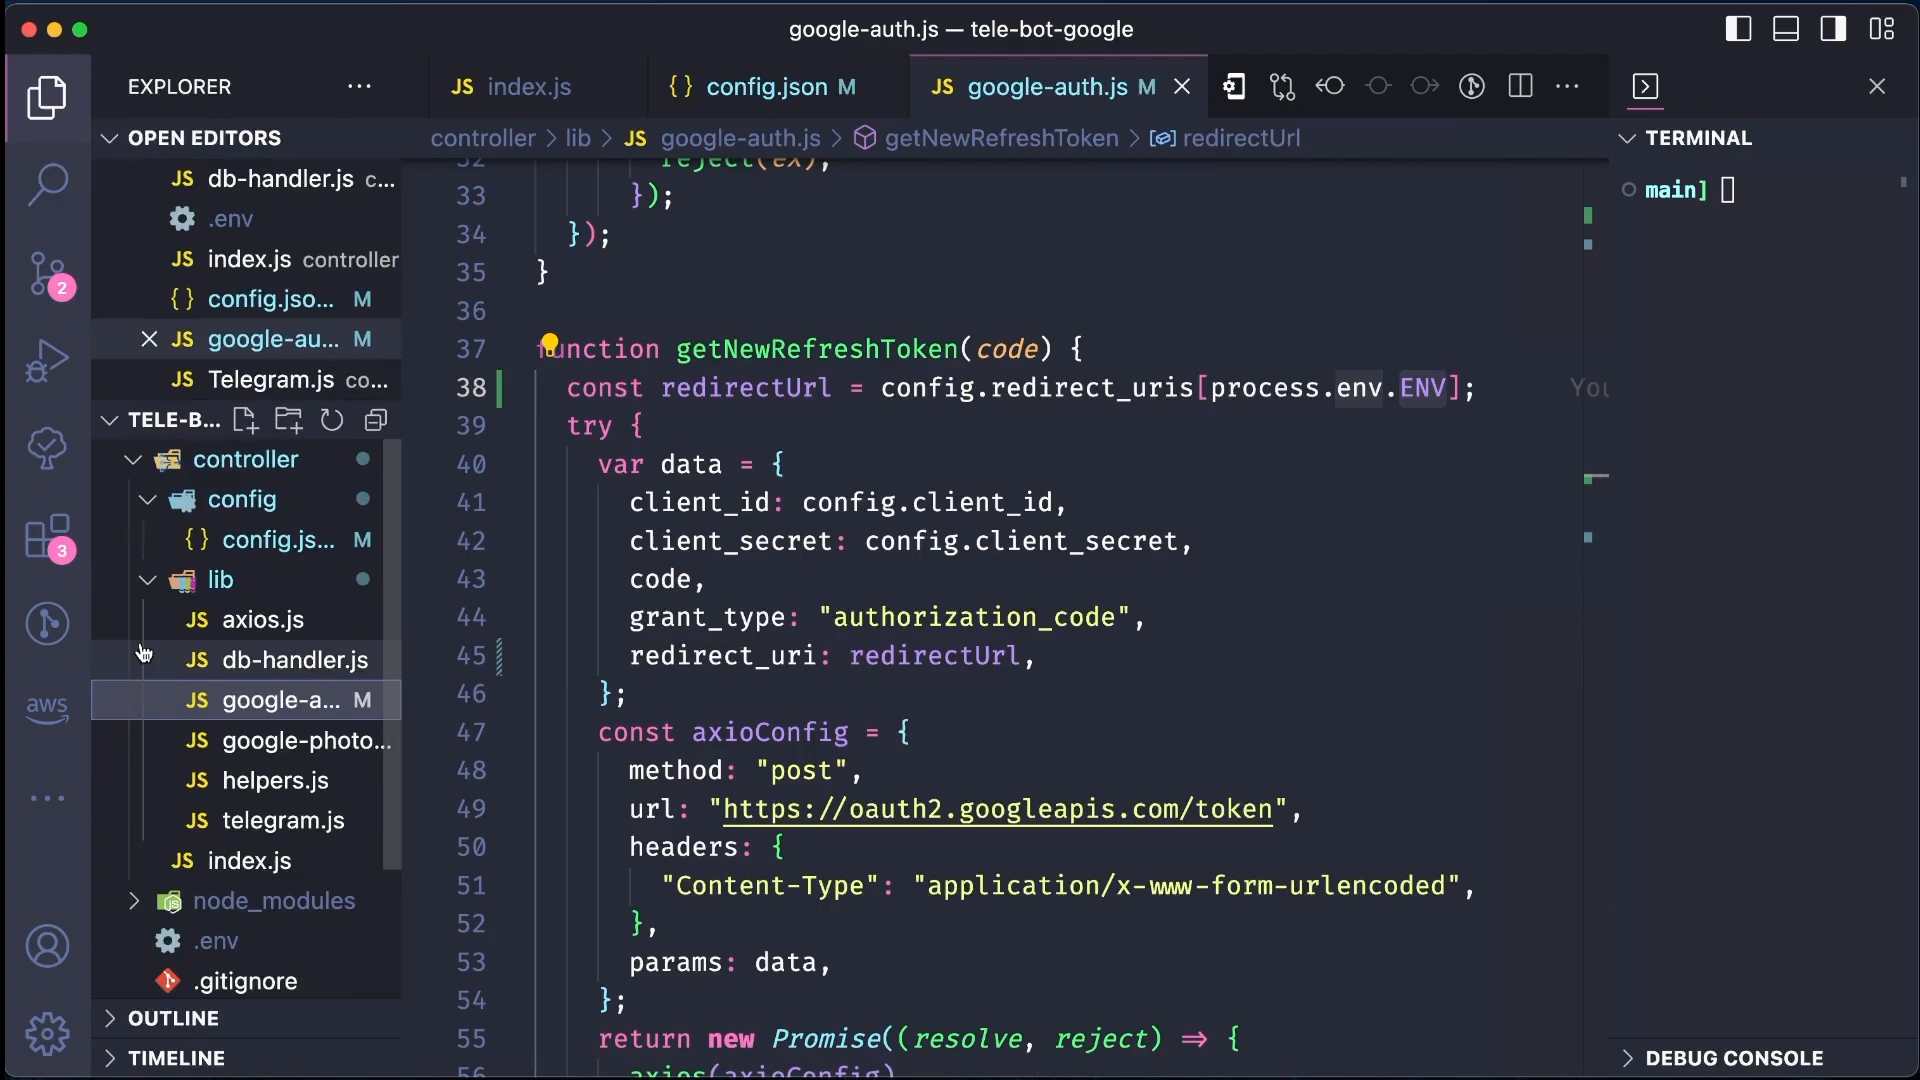 google-auth.js — tele-bot-google
EXPLORER
JS index.js
{} config.json M
JS google-auth.js M
OPEN EDITORS
controller > lib > JS google-auth.js > getNewRefreshToken > redirectUrl
JS db-handler.js c...
.env
JS index.js controller
{} config.jso... M
JS google-au... M
JS Telegram.js co...
TELE-B...
controller
config
{} config.js... M
lib
JS axios.js
JS db-handler.js
JS google-a... M
JS google-photo...
JS helpers.js
JS telegram.js
JS index.js
node_modules
.env
.gitignore
OUTLINE
TIMELINE
2
3
aws
32 reject(ex);
33 });
34 });
35 }
36
37 function getNewRefreshToken(code) {
38 const redirectUrl = config.redirect_uris[process.env.ENV]; You
39 try {
40 var data = {
41 client_id: config.client_id,
42 client_secret: config.client_secret,
43 code,
44 grant_type: "authorization_code",
45 redirect_uri: redirectUrl,
46 };
47 const axioConfig = {
48 method: "post",
49 url: "https://oauth2.googleapis.com/token",
50 headers: {
51 "Content-Type": "application/x-www-form-urlencoded",
52 },
53 params: data,
54 };
55 return new Promise((resolve, reject) => {
56 axios(axioConfig)
TERMINAL
main]
DEBUG CONSOLE